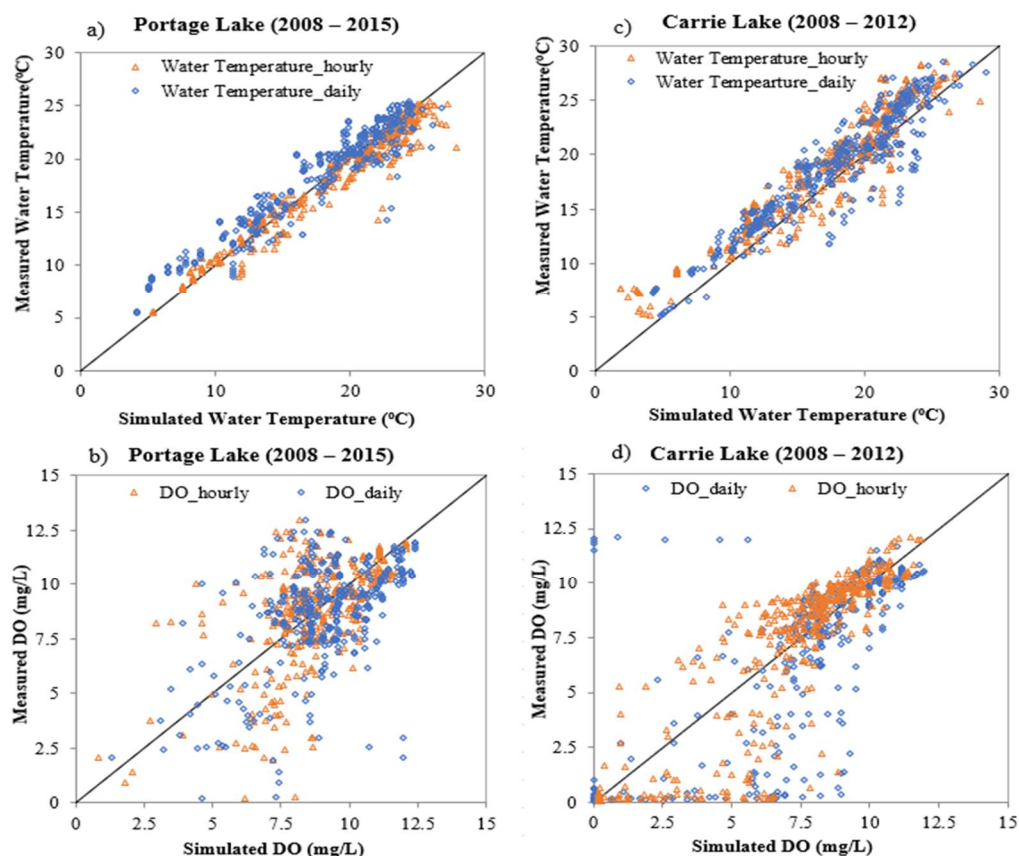 a) Portage Lake (2008 – 2015)
Water Temperature_hourly
Water Temperature_daily
Measured Water Temperature(⁰C)
30
25
20
15
10
5
0
0 10 20 30
Simulated Water Temperature (⁰C)
c) Carrie Lake (2008 – 2012)
Water Temperature_hourly
Water Tempearture_daily
Measured Water Temperature(⁰C)
30
25
20
15
10
5
0
0 10 20 30
Simulated Water Temperature (⁰C)
b) Portage Lake (2008 – 2015)
DO_hourly DO_daily
Measured DO (mg/L)
15
12.5
10
7.5
5
2.5
0
0 2.5 5 7.5 10 12.5 15
Simulated DO (mg/L)
d) Carrie Lake (2008 – 2012)
DO_daily DO_hourly
Measured DO (mg/L)
15
12.5
10
7.5
5
2.5
0
0 2.5 5 7.5 10 12.5 15
Simulated DO (mg/L)